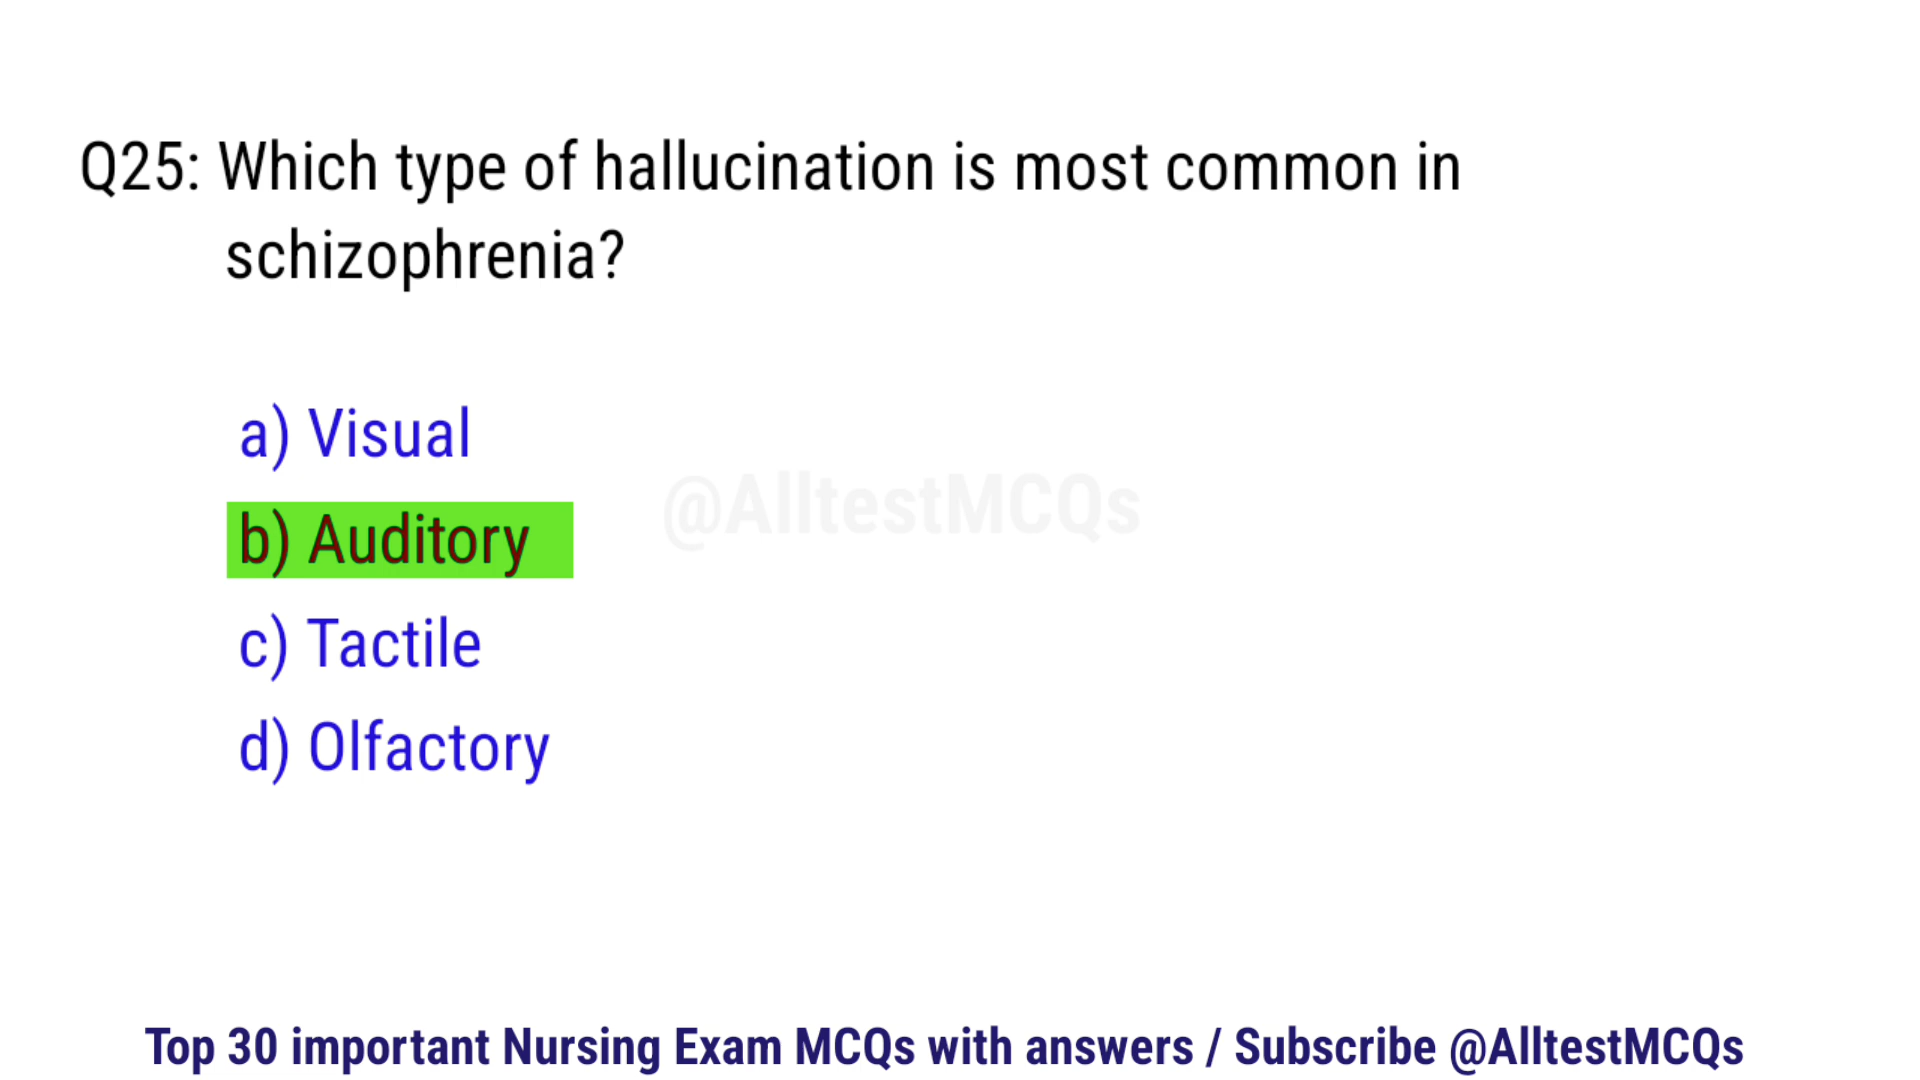 Q25: Which type of hallucination is most common in
schizophrenia?
a) Visual
@AlltestMCQs
b) Auditory
c) Tactile
d) Olfactory
Top 30 important Nursing Exam MCQs with answers / Subscribe @AlltestMCQs